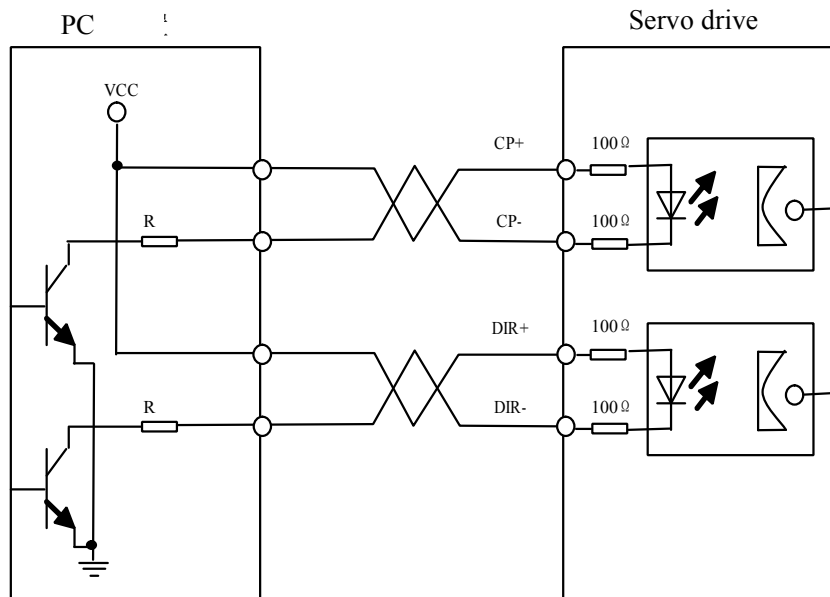 PC
Servo drive
VCC
CP+
100Ω
R
CP-
100Ω
DIR+
100Ω
R
DIR-
100Ω